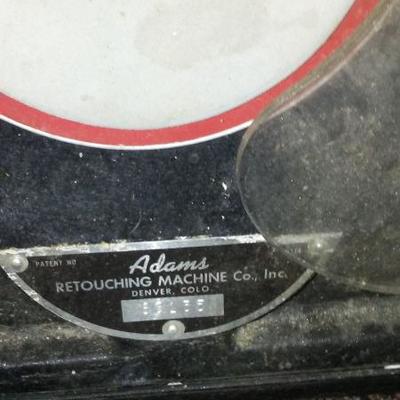 PATENT NO
Adams
RETOUCHING MACHINE Co., Inc.
DENVER, COLO